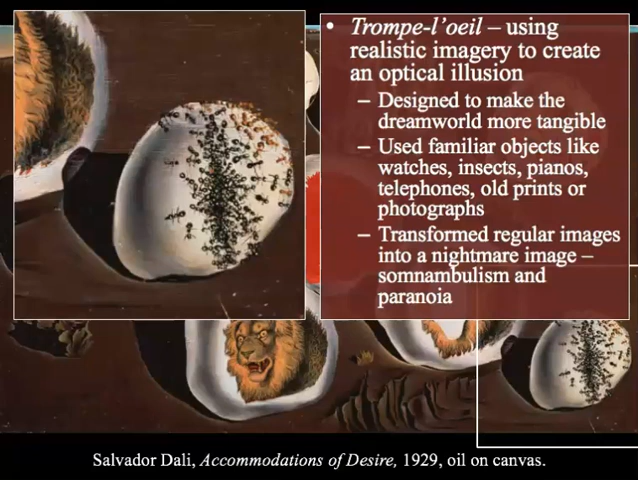 • Trompe-l'oeil – using
realistic imagery to create
an optical illusion
– Designed to make the
dreamworld more tangible
– Used familiar objects like
watches, insects, pianos,
telephones, old prints or
photographs
– Transformed regular images
into a nightmare image –
somnambulism and
paranoia
Salvador Dali, Accommodations of Desire, 1929, oil on canvas.